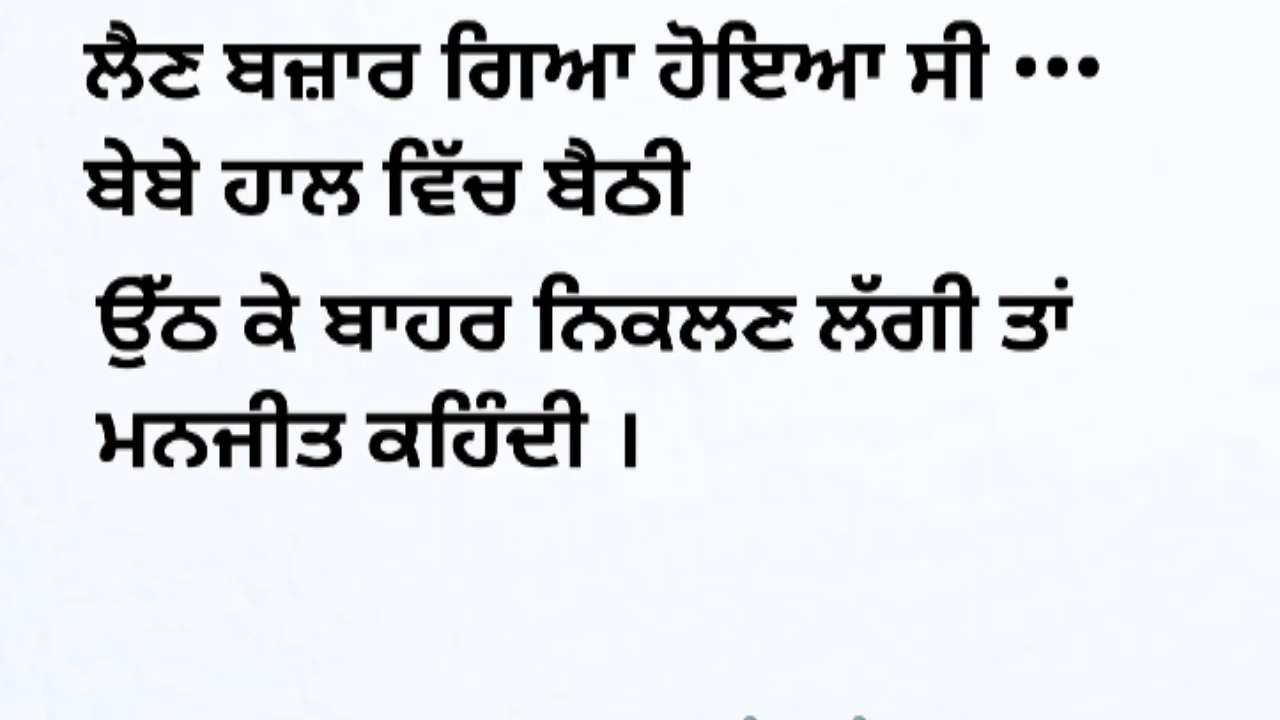 ਲੈਣ ਬਜ਼ਾਰ ਗਿਆ ਹੋਇਆ ਸੀ •••
ਬੇਬੇ ਹਾਲ ਵਿੱਚ ਬੈਠੀ
ਉੱਠ ਕੇ ਬਾਹਰ ਨਿਕਲਣ ਲੱਗੀ ਤਾਂ
ਮਨਜੀਤ ਕਹਿੰਦੀ ।